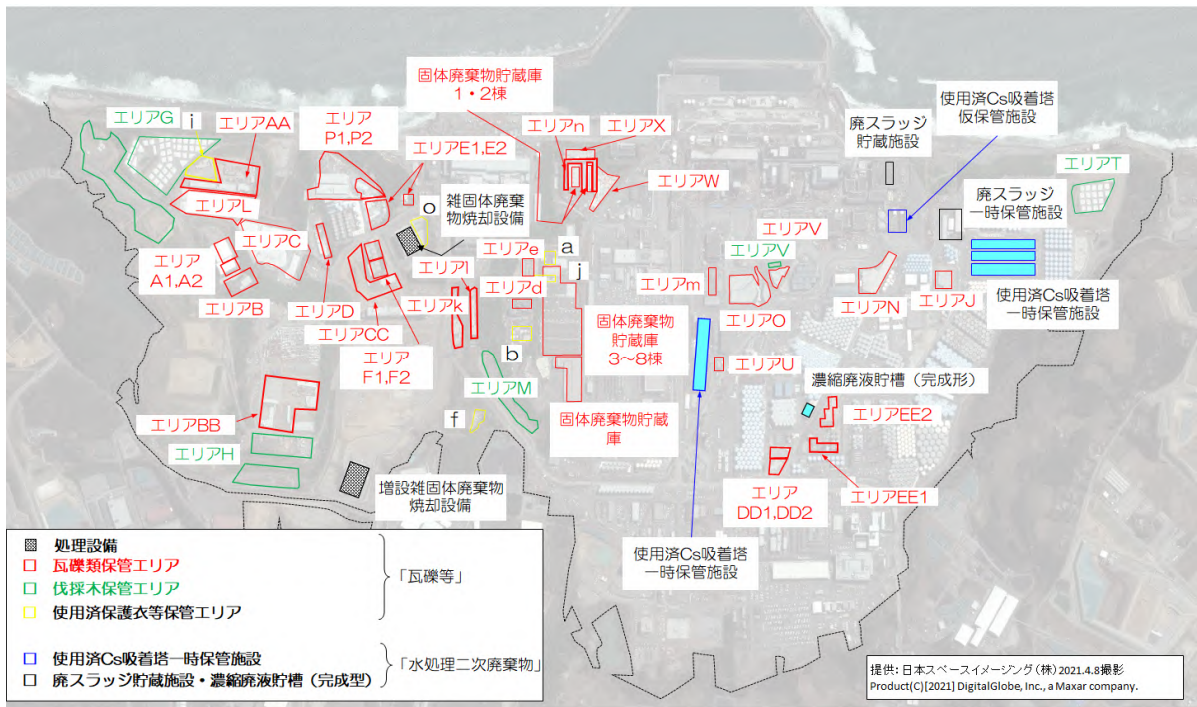 固体廃棄物貯蔵庫
1・2棟
使用済Cs吸着塔
仮保管施設
廃スラッジ
貯蔵施設
エリアG
i
エリアAA
エリア
P1,P2
エリアE1,E2
エリアn
エリアX
エリアW
エリアT
廃スラッジ
一時保管施設
エリアL
o
雑固体廃棄
物焼却設備
エリアC
エリア
A1,A2
エリアB
エリアD
エリアCC
エリアk
エリア
F1,F2
エリアl
エリアe
a
j
エリアd
b
エリアV
エリアV
エリアm
エリアO
エリアN
エリアJ
使用済Cs吸着塔
一時保管施設
固体廃棄物
貯蔵庫
3~8棟
エリアU
濃縮廃液貯槽(完成形)
エリアM
f
固体廃棄物貯蔵
庫
エリアBB
エリアH
エリアEE2
エリアEE1
エリア
DD1,DD2
増設雑固体廃棄物
焼却設備
使用済Cs吸着塔
一時保管施設
処理設備
瓦礫類保管エリア
伐採木保管エリア
使用済保護衣等保管エリア
「瓦礫等」
使用済Cs吸着塔一時保管施設
廃スラッジ貯蔵施設・濃縮廃液貯槽(完成型)
「水処理二次廃棄物」
提供:日本スペースイメージング(株)2021.4.8撮影
Product(C)[2021] DigitalGlobe, Inc., a Maxar company.